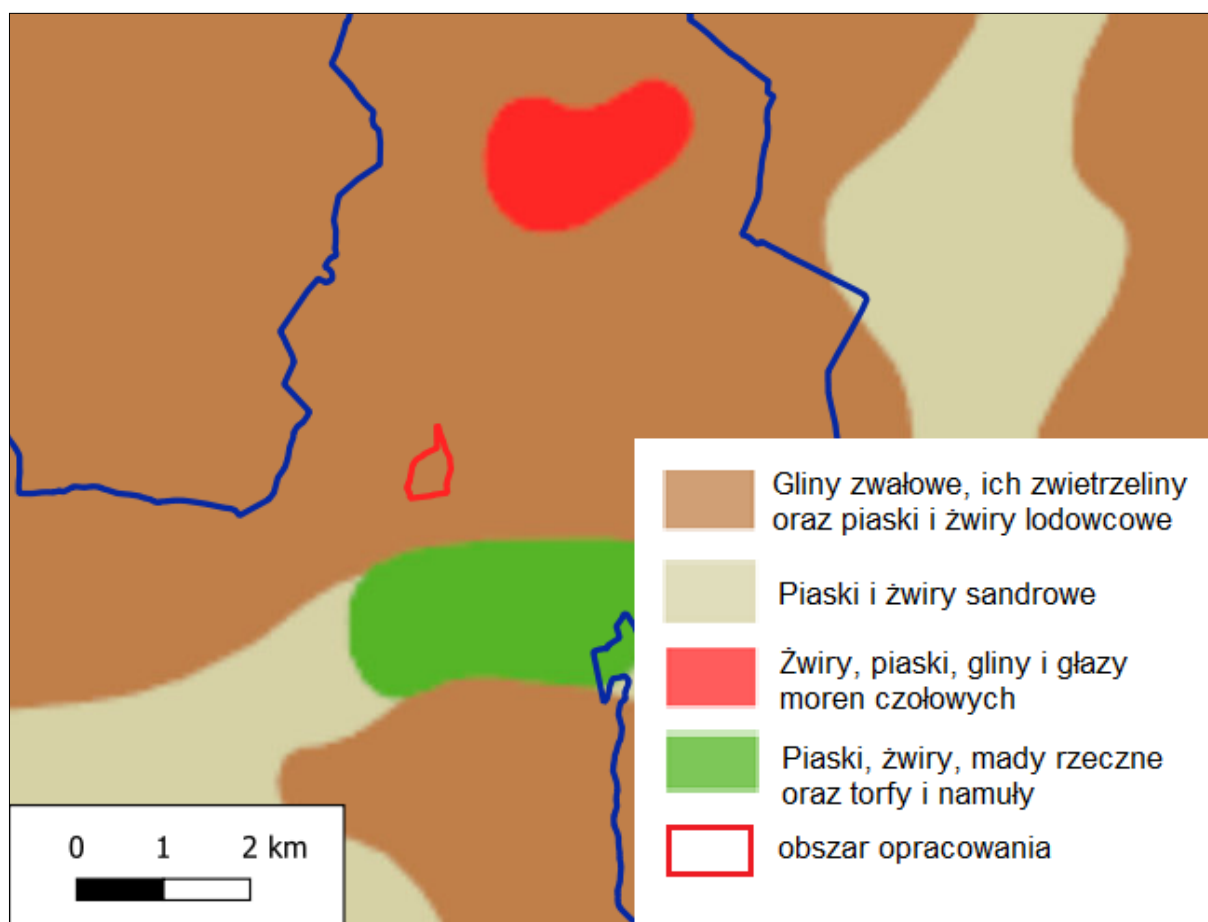 Gliny zwałowe, ich zwietrzeliny
oraz piaski i żwiry lodowcowe
Piaski i żwiry sandrowe
Żwiry, piaski, gliny i głazy
moren czołowych
Piaski, żwiry, mady rzeczne
oraz torfy i namuły
obszar opracowania
0 1 2 km